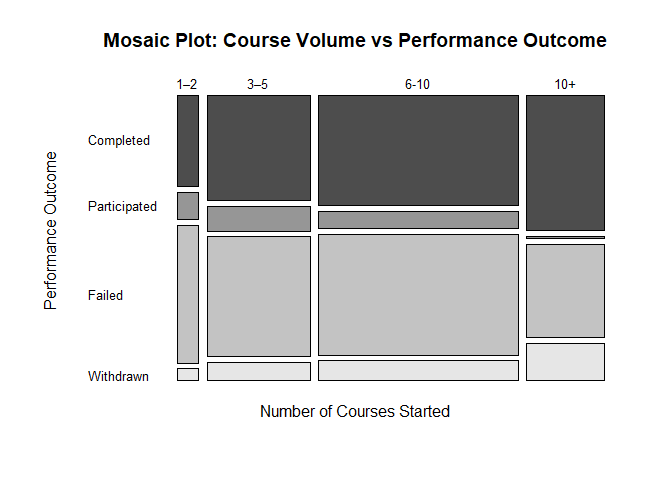 Mosaic Plot: Course Volume vs Performance Outcome
1–2 3–5 6-10 10+
Completed
Participated
Failed
Withdrawn
Performance Outcome
Number of Courses Started